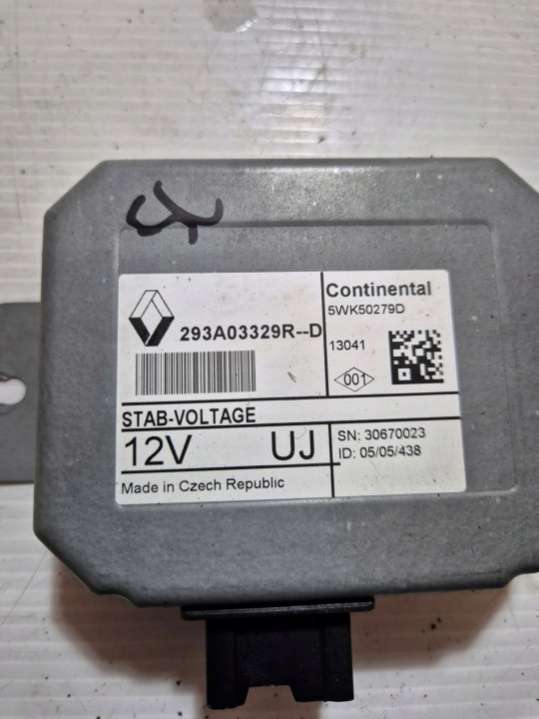 293A03329R--D
Continental
5WK50279D
13041
001
STAB-VOLTAGE
12V UJ
SN: 30670023
ID: 05/05/438
Made in Czech Republic